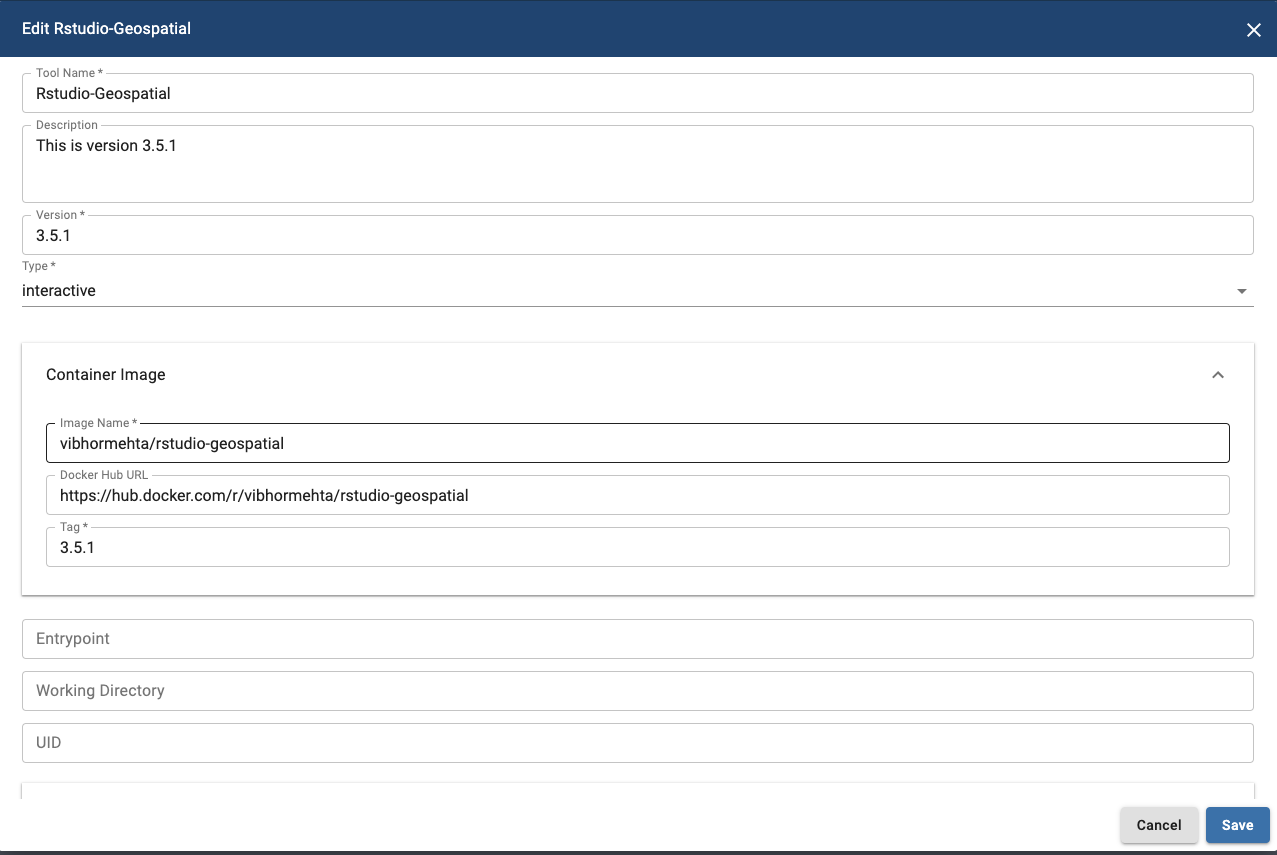 Edit Rstudio-Geospatial
Tool Name *
Rstudio-Geospatial
Description
This is version 3.5.1
Version *
3.5.1
Type *
interactive
Container Image
Image Name *
vibhormehta/rstudio-geospatial
Docker Hub URL
https://hub.docker.com/r/vibhormehta/rstudio-geospatial
Tag *
3.5.1
Entrypoint
Working Directory
UID
Cancel Save